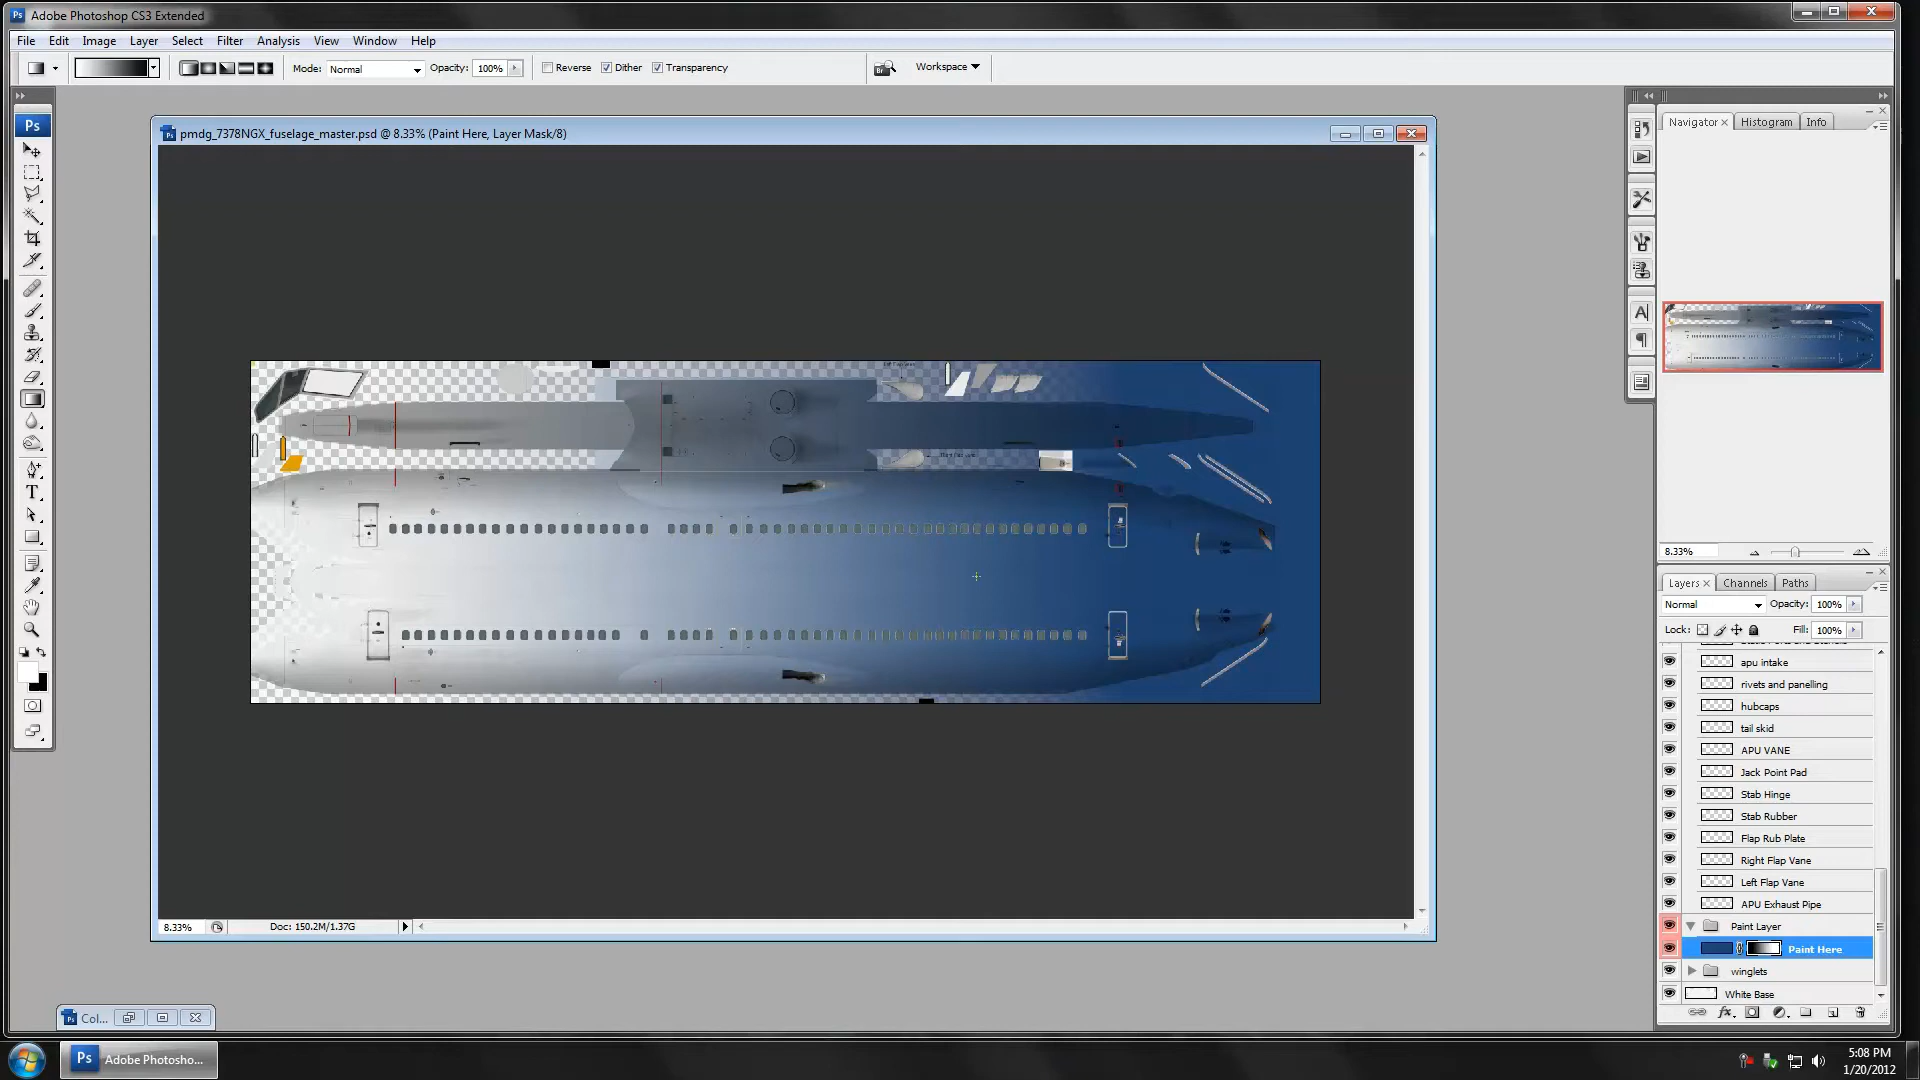 Ps Adobe Photoshop CS3 Extended
File Edit Image Layer Select Filter Analysis View Window Help
Mode: Normal Opacity: 100% Reverse Dither Transparency Workspace
pmdg_7378NGX_fuselage_master.psd @ 8.33% (Paint Here, Layer Mask/8)
Ps
T
Navigator Histogram Info
8.33%
Layers Channels Paths
Normal Opacity: 100%
Lock: Fill: 100%
apu intake
rivets and panelling
hubcaps
tail skid
APU VANE
Jack Point Pad
Stab Hinge
Stab Rubber
Flap Rub Plate
Right Flap Vane
Left Flap Vane
APU Exhaust Pipe
Paint Layer
Paint Here
winglets
White Base
8.33% Doc: 150.2M/1.37G
Col...
Ps Adobe Photosho...
5:08 PM
1/20/2012